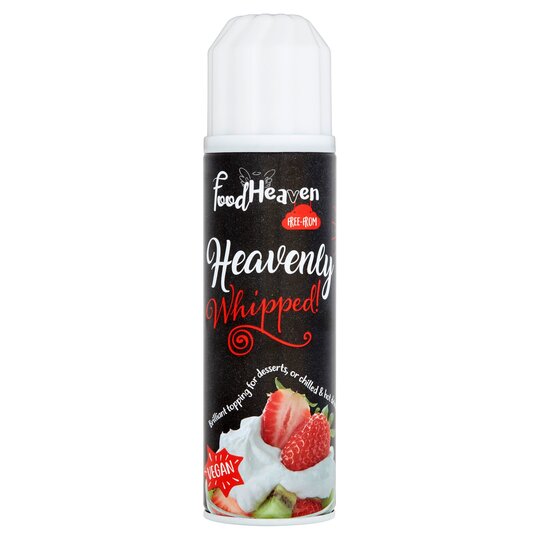 FoodHeaven
FREE-FROM
Heavenly
Whipped!
Brilliant topping for desserts, or chilled & hot
VEGAN